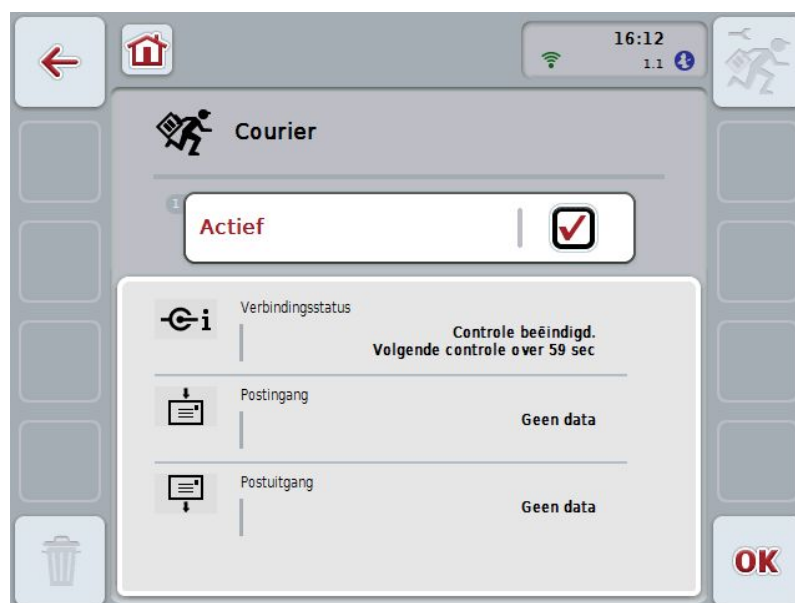 16:12
1.1
Courier
1
Actief
Verbindingsstatus
Controle beëindigd.
Volgende controle over 59 sec
Postingang
Geen data
Postuitgang
Geen data
OK